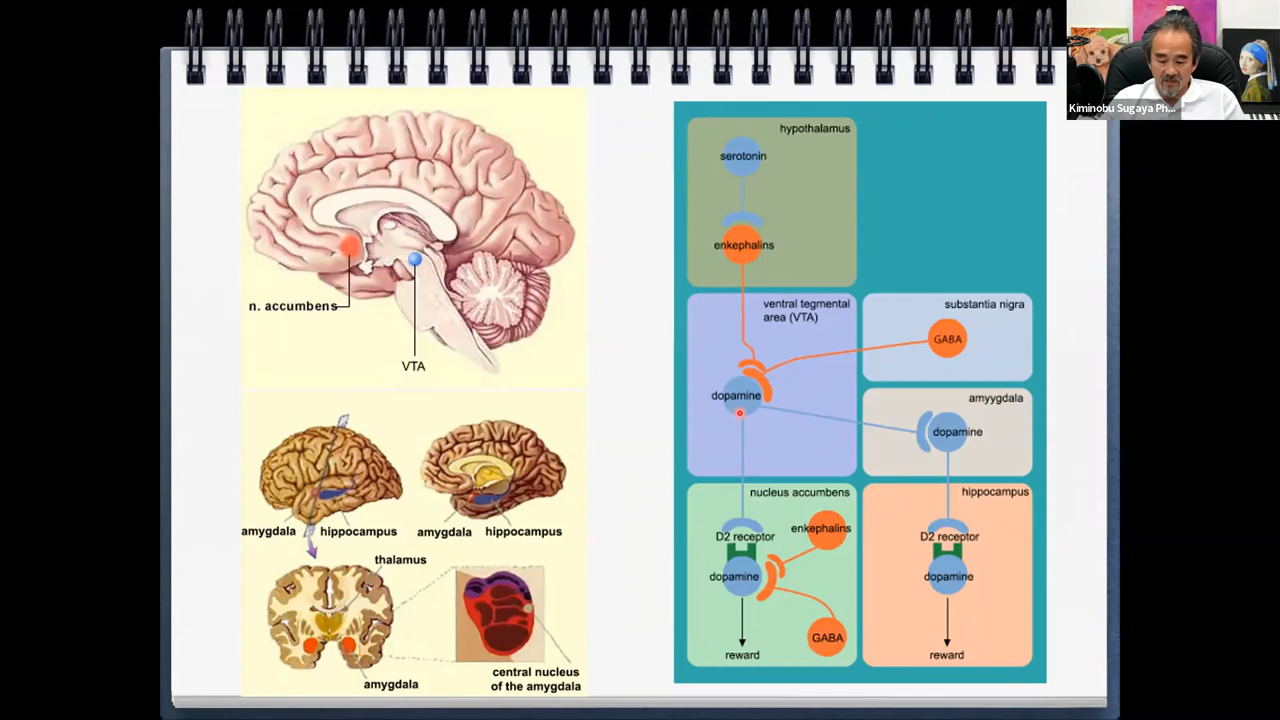 Kiminobu Sugaya Ph...
n. accumbens
VTA
amygdala
hippocampus
amygdala
hippocampus
thalamus
central nucleus
of the amygdala
amygdala
hypothalamus
serotonin
enkephalins
ventral tegmental
area (VTA)
substantia nigra
GABA
dopamine
amyygdala
dopamine
nucleus accumbens
enkephalins
D2 receptor
dopamine
GABA
reward
hippocampus
D2 receptor
dopamine
reward